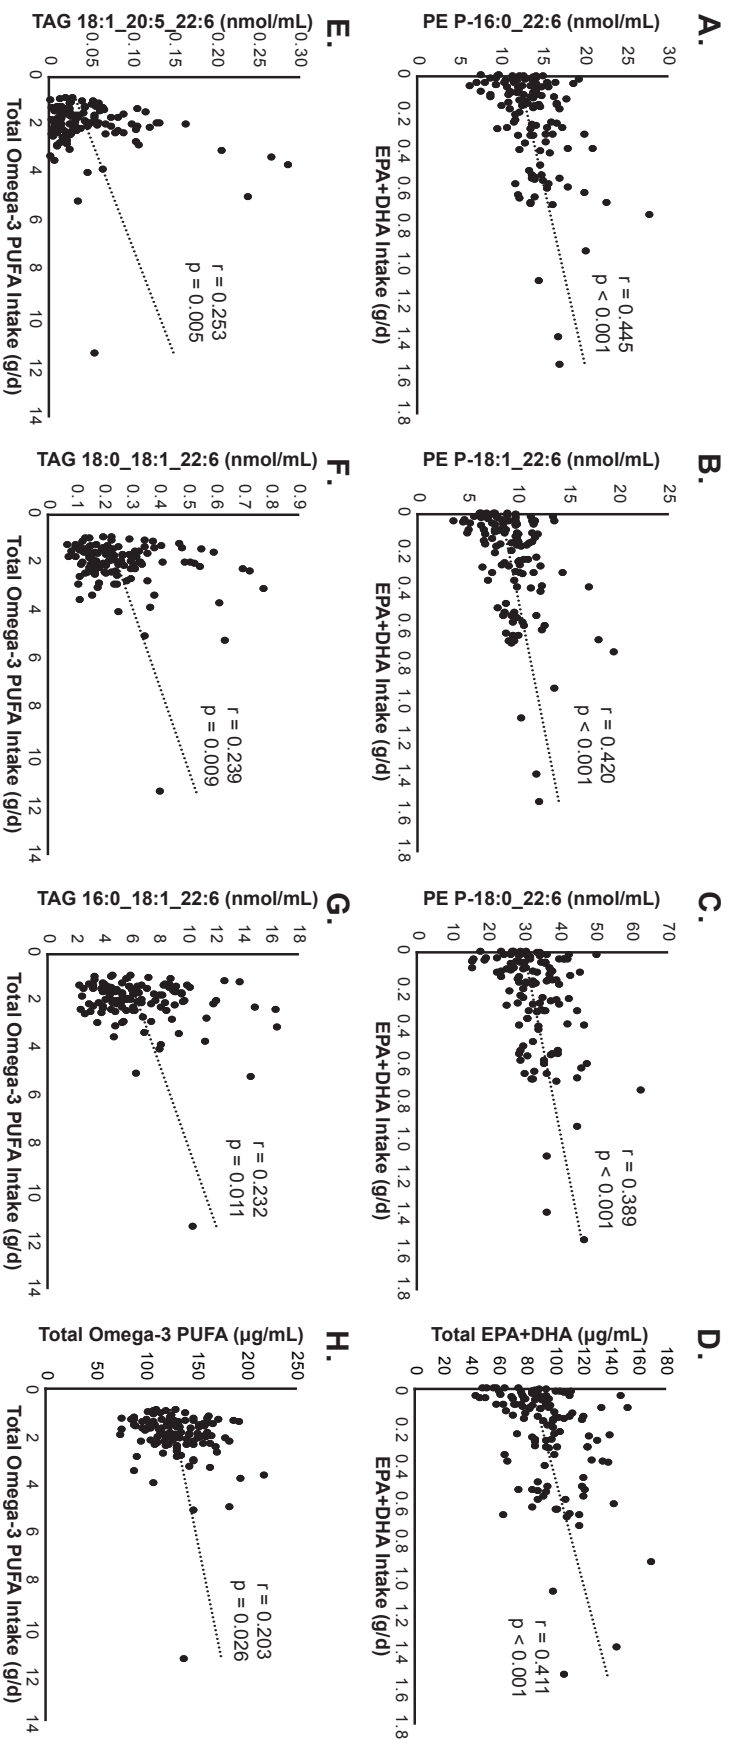 A.
PE P-16:0_22:6 (nmol/mL)
30
25
20
15
10
5
0
r = 0.445
p < 0.001
0 0.2 0.4 0.6 0.8 1.0 1.2 1.4 1.6 1.8
EPA+DHA Intake (g/d)
B.
PE P-18:1_22:6 (nmol/mL)
25
20
15
10
5
0
r = 0.420
p < 0.001
0 0.2 0.4 0.6 0.8 1.0 1.2 1.4 1.6 1.8
EPA+DHA Intake (g/d)
C.
PE P-18:0_22:6 (nmol/mL)
70
60
50
40
30
20
10
0
r = 0.389
p < 0.001
0 0.2 0.4 0.6 0.8 1.0 1.2 1.4 1.6 1.8
EPA+DHA Intake (g/d)
D.
Total EPA+DHA (µg/mL)
180
160
140
120
100
80
60
40
20
0
r = 0.411
p < 0.001
0 0.2 0.4 0.6 0.8 1.0 1.2 1.4 1.6 1.8
EPA+DHA Intake (g/d)
E.
TAG 18:1_20:5_22:6 (nmol/mL)
0.30
0.25
0.20
0.15
0.10
0.05
0
r = 0.253
p = 0.005
0 2 4 6 8 10 12 14
Total Omega-3 PUFA Intake (g/d)
F.
TAG 18:0_18:1_22:6 (nmol/mL)
0.9
0.8
0.7
0.6
0.5
0.4
0.3
0.2
0.1
0
r = 0.239
p = 0.009
0 2 4 6 8 10 12 14
Total Omega-3 PUFA Intake (g/d)
G.
TAG 16:0_18:1_22:6 (nmol/mL)
18
16
14
12
10
8
6
4
2
0
r = 0.232
p = 0.011
0 2 4 6 8 10 12 14
Total Omega-3 PUFA Intake (g/d)
H.
Total Omega-3 PUFA (µg/mL)
250
200
150
100
50
0
r = 0.203
p = 0.026
0 2 4 6 8 10 12 14
Total Omega-3 PUFA Intake (g/d)